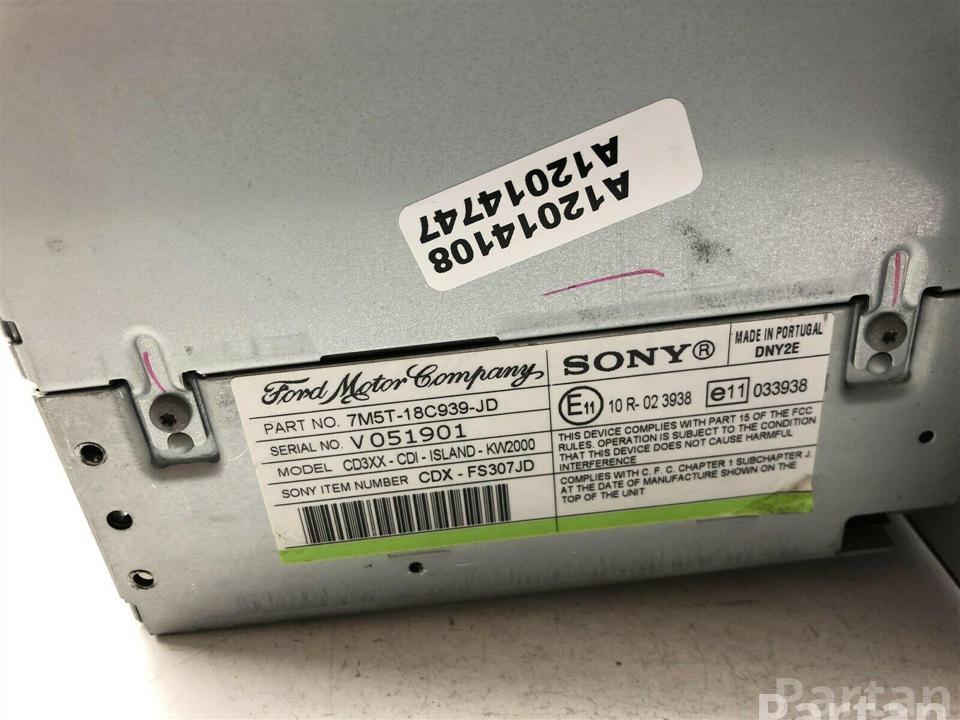 A12014108
A12014747
Ford Motor Company
PART NO. 7M5T-18C939-JD
SERIAL NO. V051901
MODEL CD3XX - CDI - ISLAND - KW2000
SONY ITEM NUMBER CDX - FS307JD
SONY®
MADE IN PORTUGAL
DNY2E
E11 10 R- 02 3938 e11 033938
THIS DEVICE COMPLIES WITH PART 15 OF THE FCC
RULES. OPERATION IS SUBJECT TO THE CONDITION
THAT THIS DEVICE DOES NOT CAUSE HARMFUL
INTERFERENCE
COMPLIES WITH C. F. C. CHAPTER 1 SUBCHAPTER J.
AT THE DATE OF MANUFACTURE SHOWN ON THE
TOP OF THE UNIT
Partan
Partan